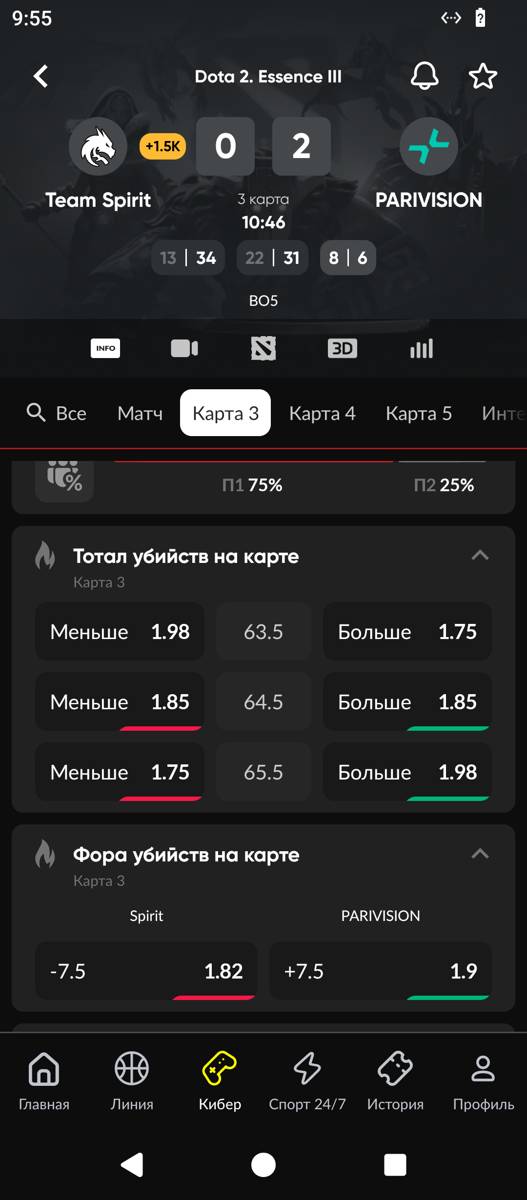 9:55
Dota 2. Essence III
+1.5K
0 2
Team Spirit
3 карта
PARIVISION
10:46
13 | 34
22 | 31
8 | 6
BO5
INFO
3D
Все
Матч
Карта 3
Карта 4
Карта 5
Инте
%
П1 75%
П2 25%
Тотал убийств на карте
Карта 3
Меньше 1.98 63.5 Больше 1.75
Меньше 1.85 64.5 Больше 1.85
Меньше 1.75 65.5 Больше 1.98
Фора убийств на карте
Карта 3
Spirit PARIVISION
-7.5 1.82 +7.5 1.9
Главная
Линия
Кибер
Спорт 24/7
История
Профиль